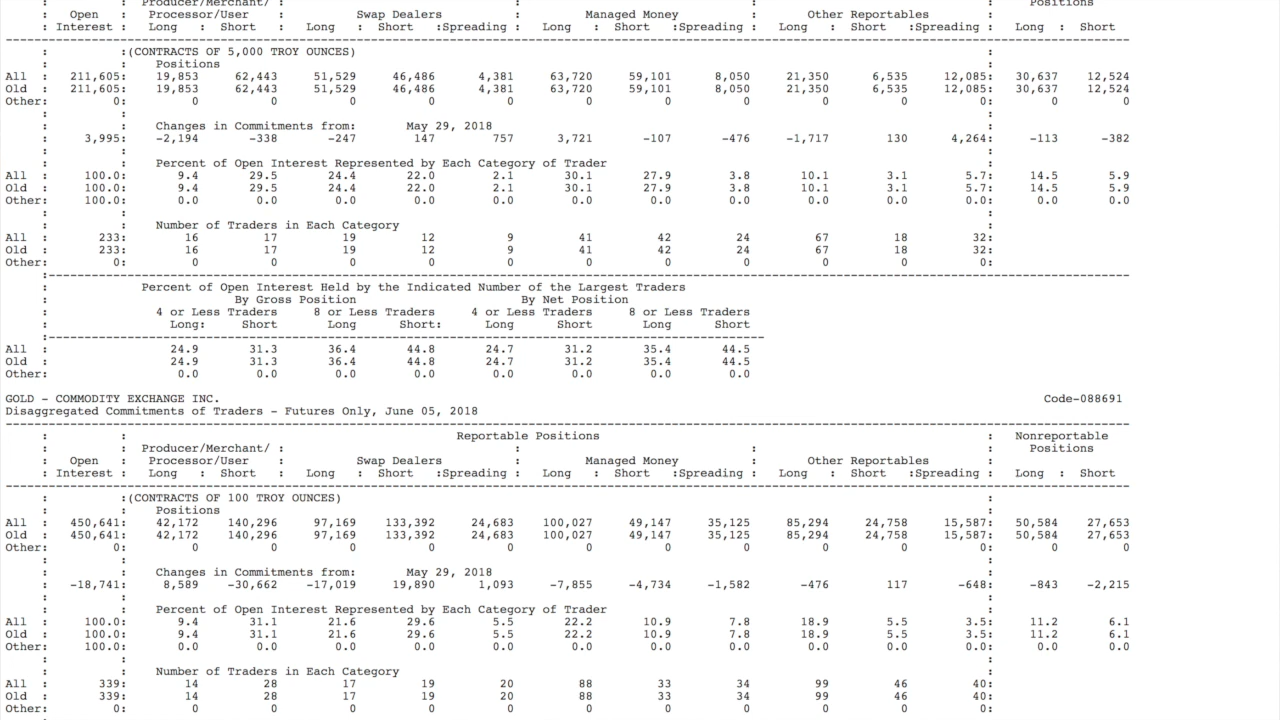 Producer/Merchant/ : : : : Positions
: Open : Processor/User : Swap Dealers : Managed Money : Other Reportables : 
: Interest : Long : Short : Long : Short :Spreading : Long : Short :Spreading : Long : Short :Spreading : Long : Short
: :(CONTRACTS OF 5,000 TROY OUNCES) :
: : Positions :
All : 211,605: 19,853 62,443 51,529 46,486 4,381 63,720 59,101 8,050 21,350 6,535 12,085: 30,637 12,524
Old : 211,605: 19,853 62,443 51,529 46,486 4,381 63,720 59,101 8,050 21,350 6,535 12,085: 30,637 12,524
Other: 0: 0 0 0 0 0 0 0 0 0 0 0: 0 0
: : :
: : Changes in Commitments from: May 29, 2018 :
: 3,995: -2,194 -338 -247 147 757 3,721 -107 -476 -1,717 130 4,264: -113 -382
: : :
: : Percent of Open Interest Represented by Each Category of Trader :
All : 100.0: 9.4 29.5 24.4 22.0 2.1 30.1 27.9 3.8 10.1 3.1 5.7: 14.5 5.9
Old : 100.0: 9.4 29.5 24.4 22.0 2.1 30.1 27.9 3.8 10.1 3.1 5.7: 14.5 5.9
Other: 100.0: 0.0 0.0 0.0 0.0 0.0 0.0 0.0 0.0 0.0 0.0 0.0: 0.0 0.0
: : :
: : Number of Traders in Each Category :
All : 233: 16 17 19 12 9 41 42 24 67 18 32:
Old : 233: 16 17 19 12 9 41 42 24 67 18 32:
Other: 0: 0 0 0 0 0 0 0 0 0 0 0:
: Percent of Open Interest Held by the Indicated Number of the Largest Traders
: By Gross Position By Net Position
: 4 or Less Traders 8 or Less Traders 4 or Less Traders 8 or Less Traders
: Long: Short Long Short: Long Short Long Short
All : 24.9 31.3 36.4 44.8 24.7 31.2 35.4 44.5
Old : 24.9 31.3 36.4 44.8 24.7 31.2 35.4 44.5
Other: 0.0 0.0 0.0 0.0 0.0 0.0 0.0 0.0
GOLD - COMMODITY EXCHANGE INC. Code-088691
Disaggregated Commitments of Traders - Futures Only, June 05, 2018
: : Reportable Positions : Nonreportable
: : Producer/Merchant/ : : : : Positions
: Open : Processor/User : Swap Dealers : Managed Money : Other Reportables :
: Interest : Long : Short : Long : Short :Spreading : Long : Short :Spreading : Long : Short :Spreading : Long : Short
: :(CONTRACTS OF 100 TROY OUNCES) :
: : Positions :
All : 450,641: 42,172 140,296 97,169 133,392 24,683 100,027 49,147 35,125 85,294 24,758 15,587: 50,584 27,653
Old : 450,641: 42,172 140,296 97,169 133,392 24,683 100,027 49,147 35,125 85,294 24,758 15,587: 50,584 27,653
Other: 0: 0 0 0 0 0 0 0 0 0 0 0: 0 0
: : :
: : Changes in Commitments from: May 29, 2018 :
: -18,741: 8,589 -30,662 -17,019 19,890 1,093 -7,855 -4,734 -1,582 -476 117 -648: -843 -2,215
: : :
: : Percent of Open Interest Represented by Each Category of Trader :
All : 100.0: 9.4 31.1 21.6 29.6 5.5 22.2 10.9 7.8 18.9 5.5 3.5: 11.2 6.1
Old : 100.0: 9.4 31.1 21.6 29.6 5.5 22.2 10.9 7.8 18.9 5.5 3.5: 11.2 6.1
Other: 100.0: 0.0 0.0 0.0 0.0 0.0 0.0 0.0 0.0 0.0 0.0 0.0: 0.0 0.0
: : :
: : Number of Traders in Each Category :
All : 339: 14 28 17 19 20 88 33 34 99 46 40:
Old : 339: 14 28 17 19 20 88 33 34 99 46 40:
Other: 0: 0 0 0 0 0 0 0 0 0 0 0: